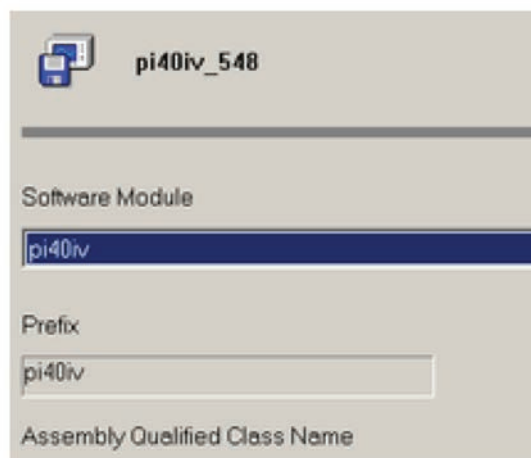 pi40iv_548
Software Module
pi40iv
Prefix
pi40iv
Assembly Qualified Class Name